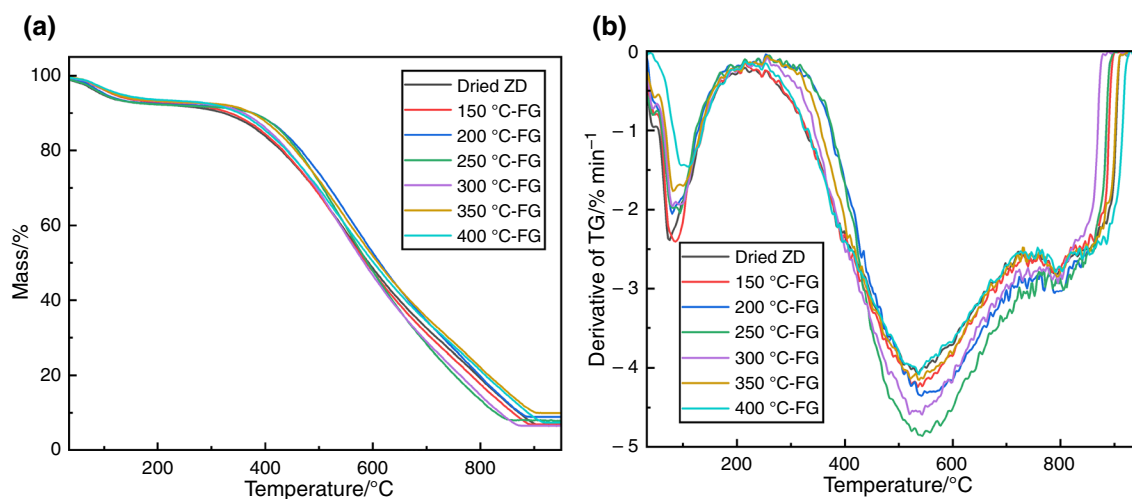 (a)
100
80
60
40
20
0
Mass/%
200
400
600
800
Temperature/°C
Dried ZD
150 °C-FG
200 °C-FG
250 °C-FG
300 °C-FG
350 °C-FG
400 °C-FG
(b)
0
−1
−2
−3
−4
−5
Derivative of TG/% min−1
200
400
600
800
Temperature/°C
Dried ZD
150 °C-FG
200 °C-FG
250 °C-FG
300 °C-FG
350 °C-FG
400 °C-FG